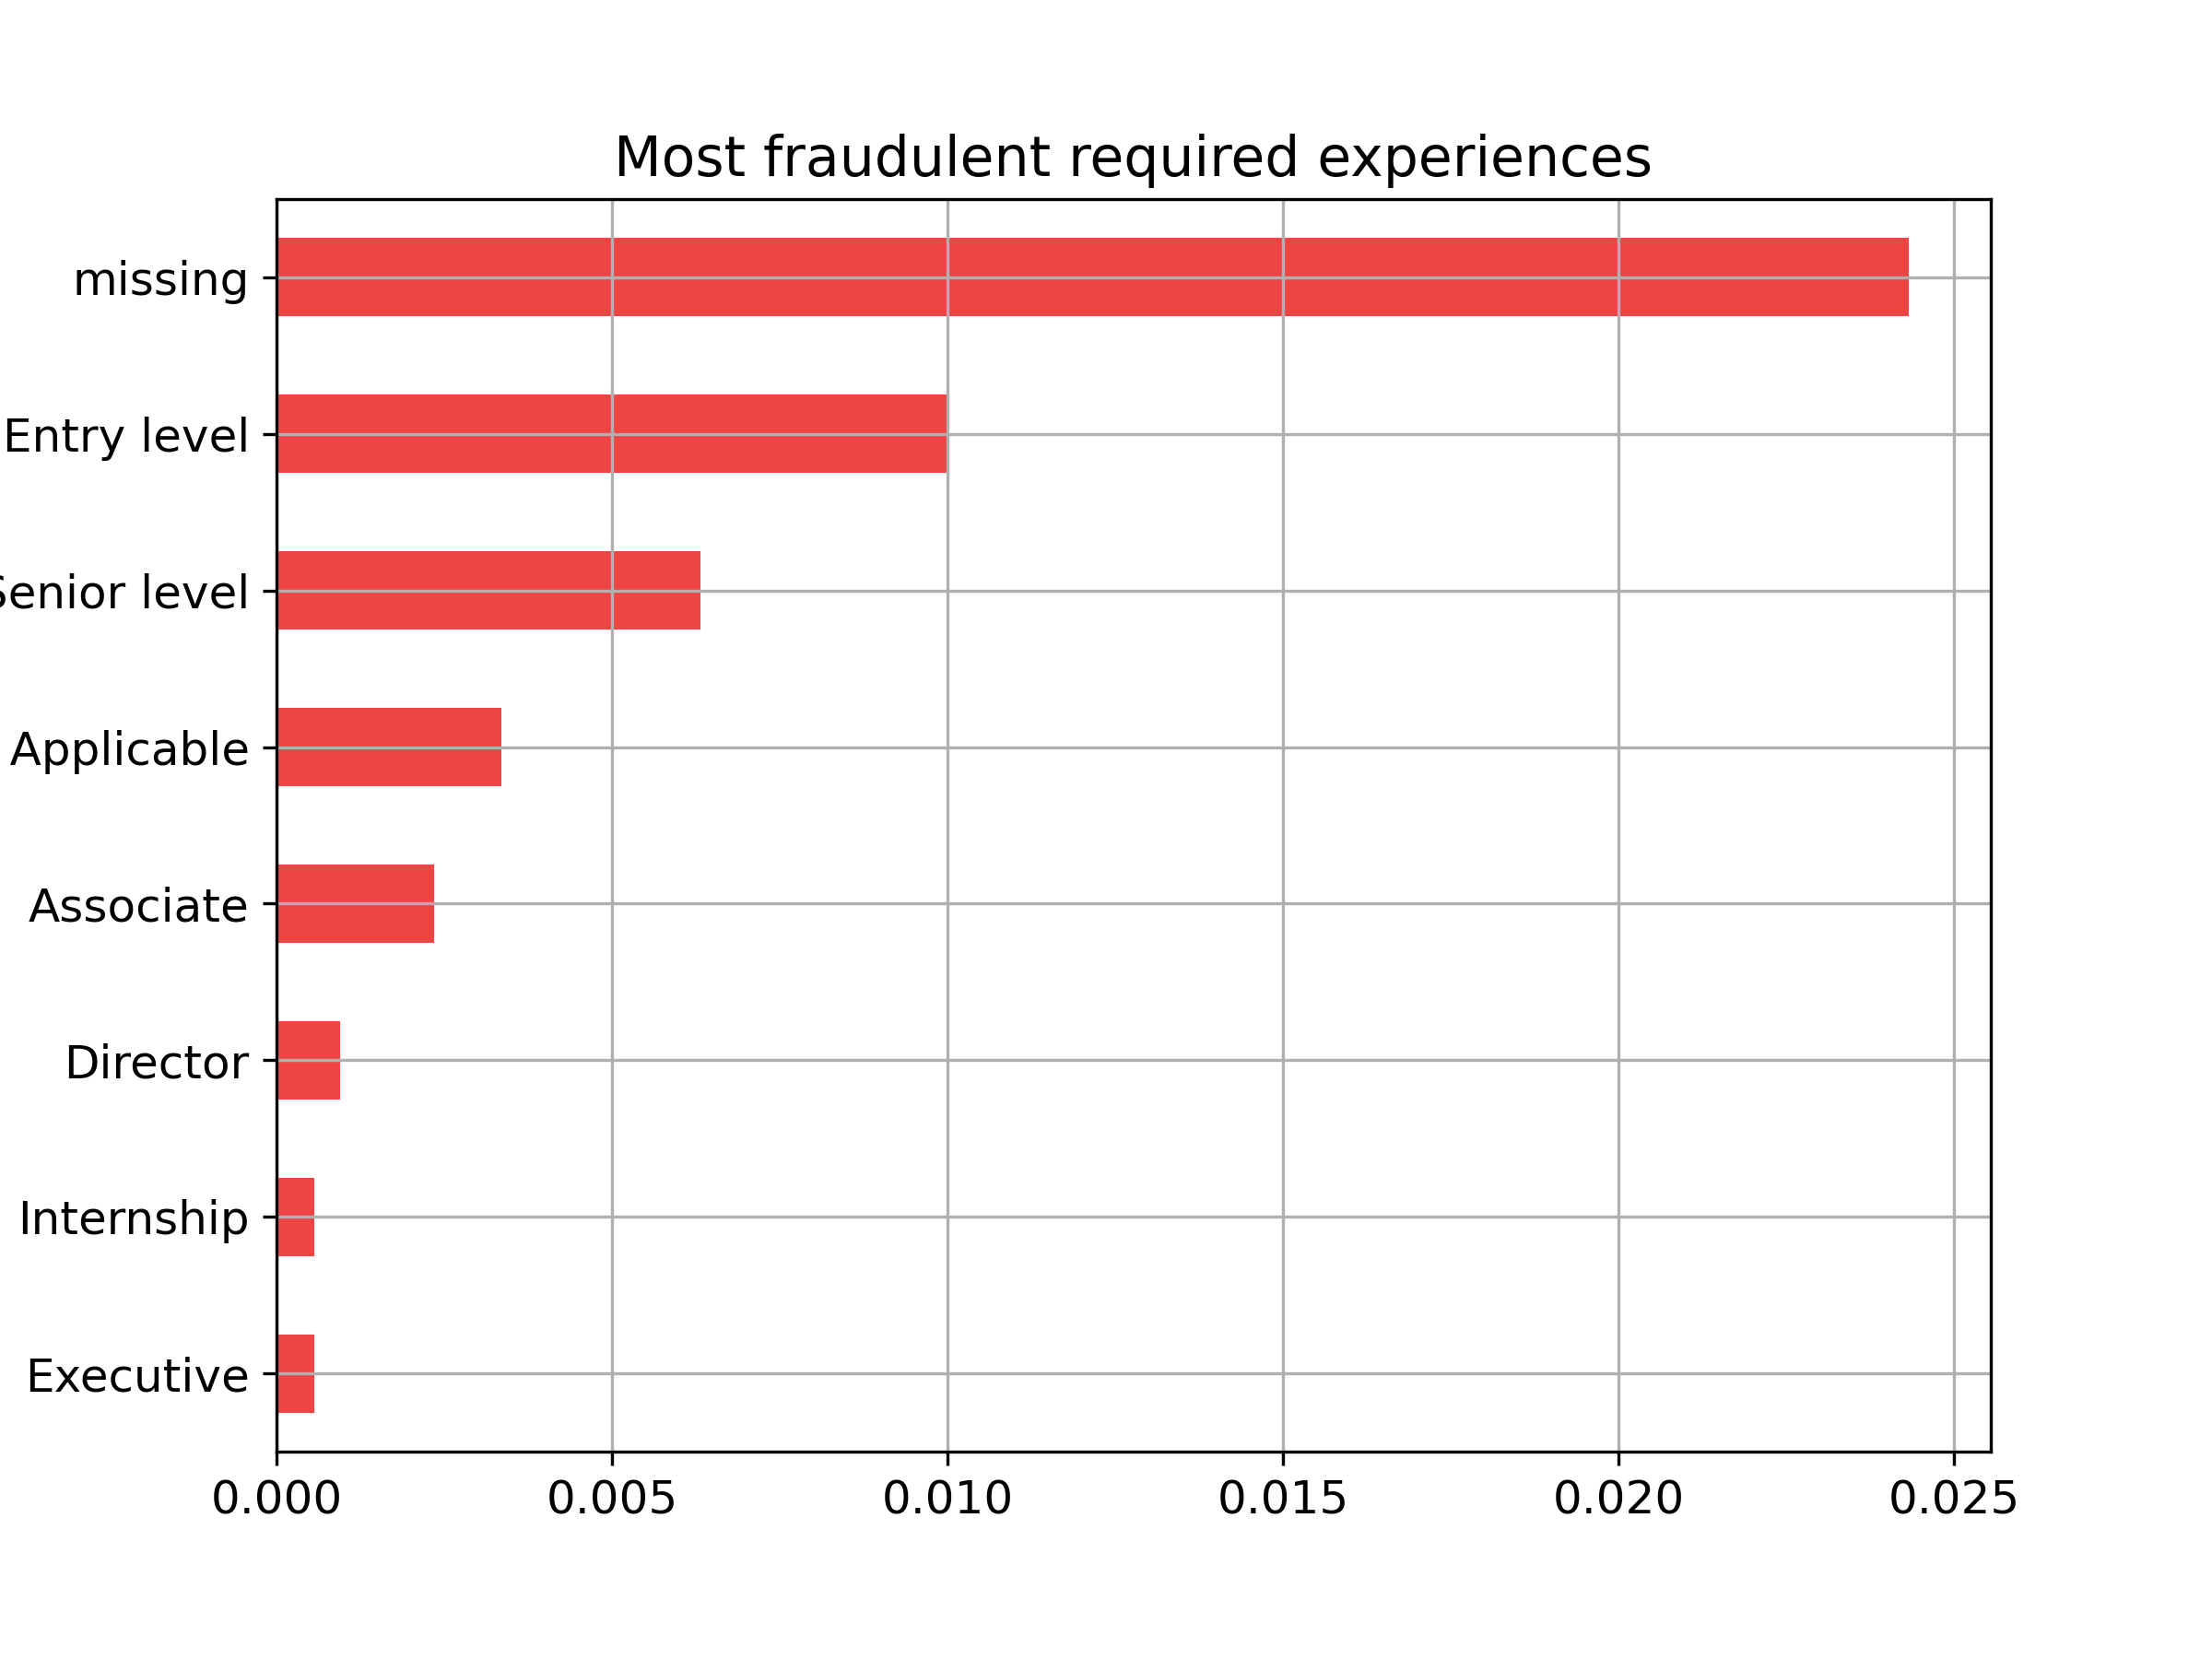 Most fraudulent required experiences
missing
Entry level
Senior level
Applicable
Associate
Director
Internship
Executive
0.000 0.005 0.010 0.015 0.020 0.025